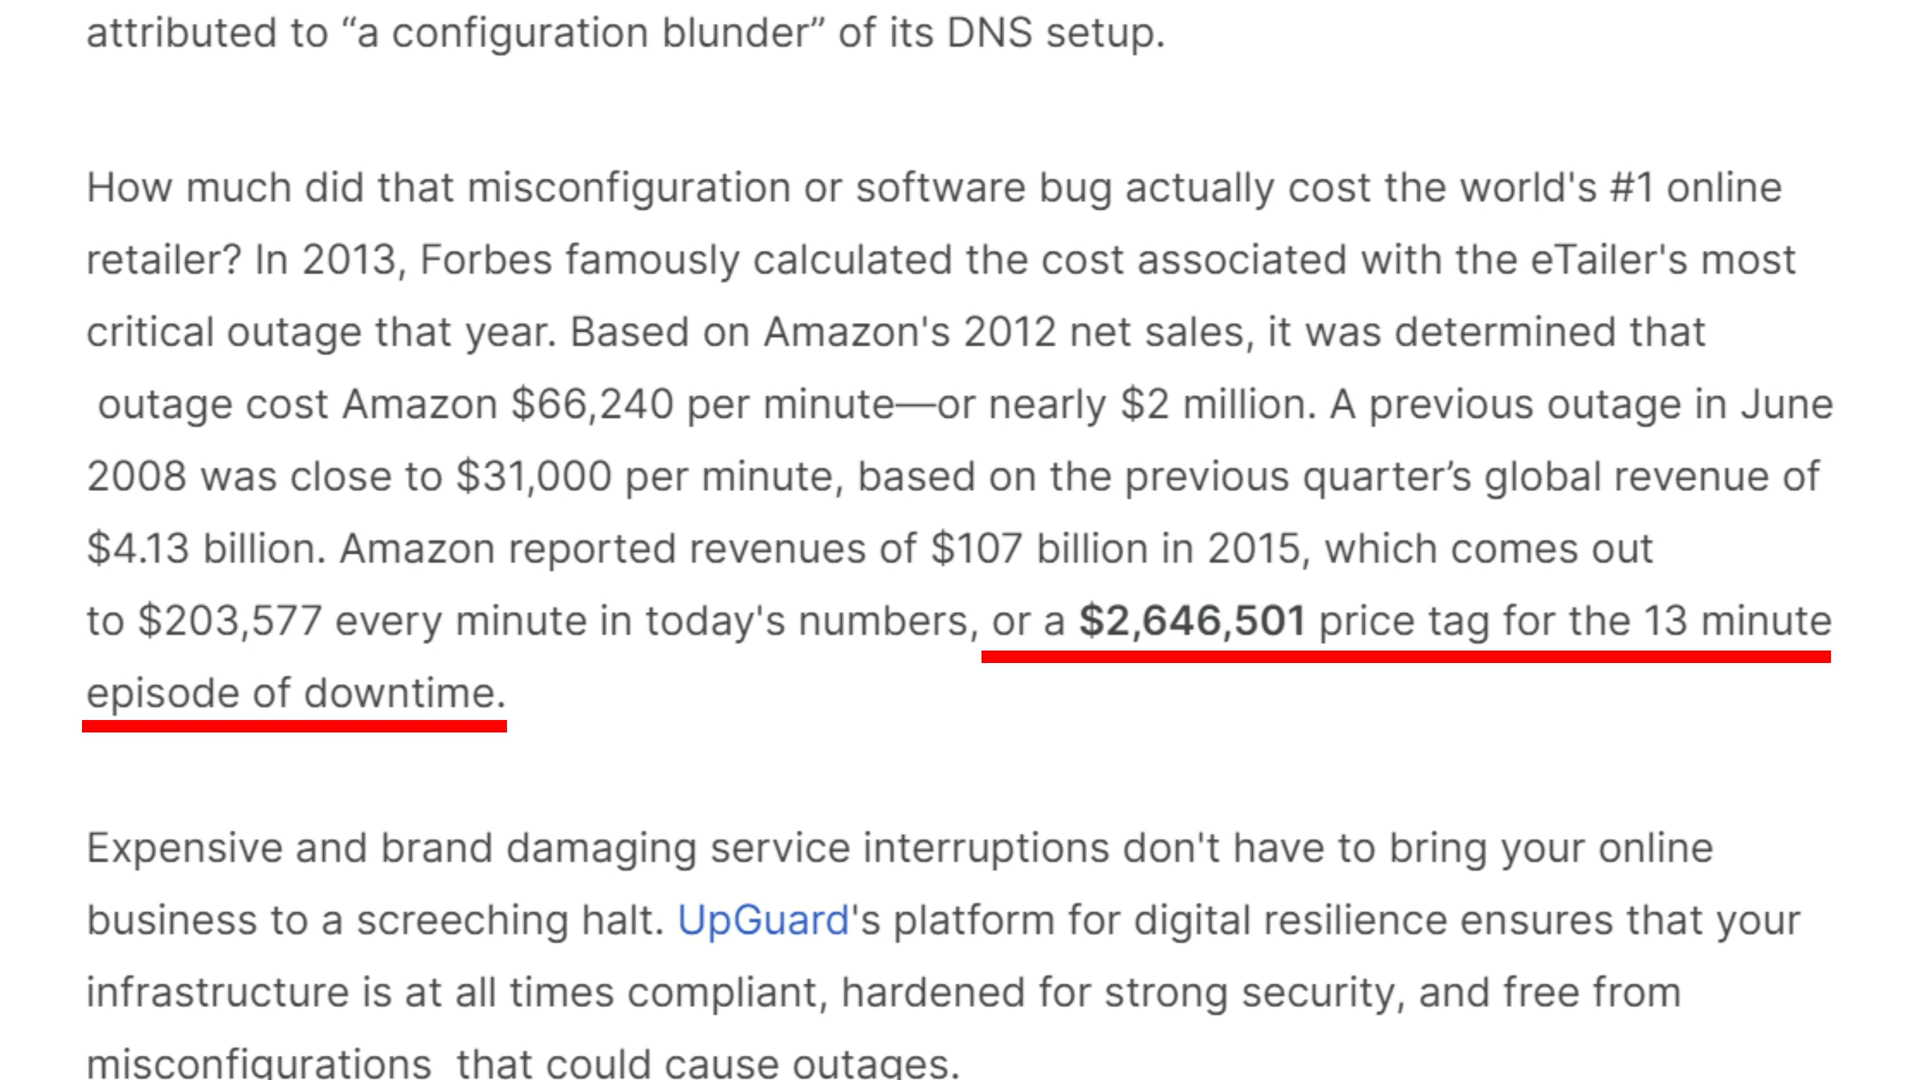 attributed to “a configuration blunder” of its DNS setup.
How much did that misconfiguration or software bug actually cost the world's #1 online
retailer? In 2013, Forbes famously calculated the cost associated with the eTailer's most
critical outage that year. Based on Amazon's 2012 net sales, it was determined that
outage cost Amazon $66,240 per minute—or nearly $2 million. A previous outage in June
2008 was close to $31,000 per minute, based on the previous quarter’s global revenue of
$4.13 billion. Amazon reported revenues of $107 billion in 2015, which comes out
to $203,577 every minute in today's numbers, or a $2,646,501 price tag for the 13 minute
episode of downtime.
Expensive and brand damaging service interruptions don't have to bring your online
business to a screeching halt. UpGuard's platform for digital resilience ensures that your
infrastructure is at all times compliant, hardened for strong security, and free from
misconfigurations that could cause outages.